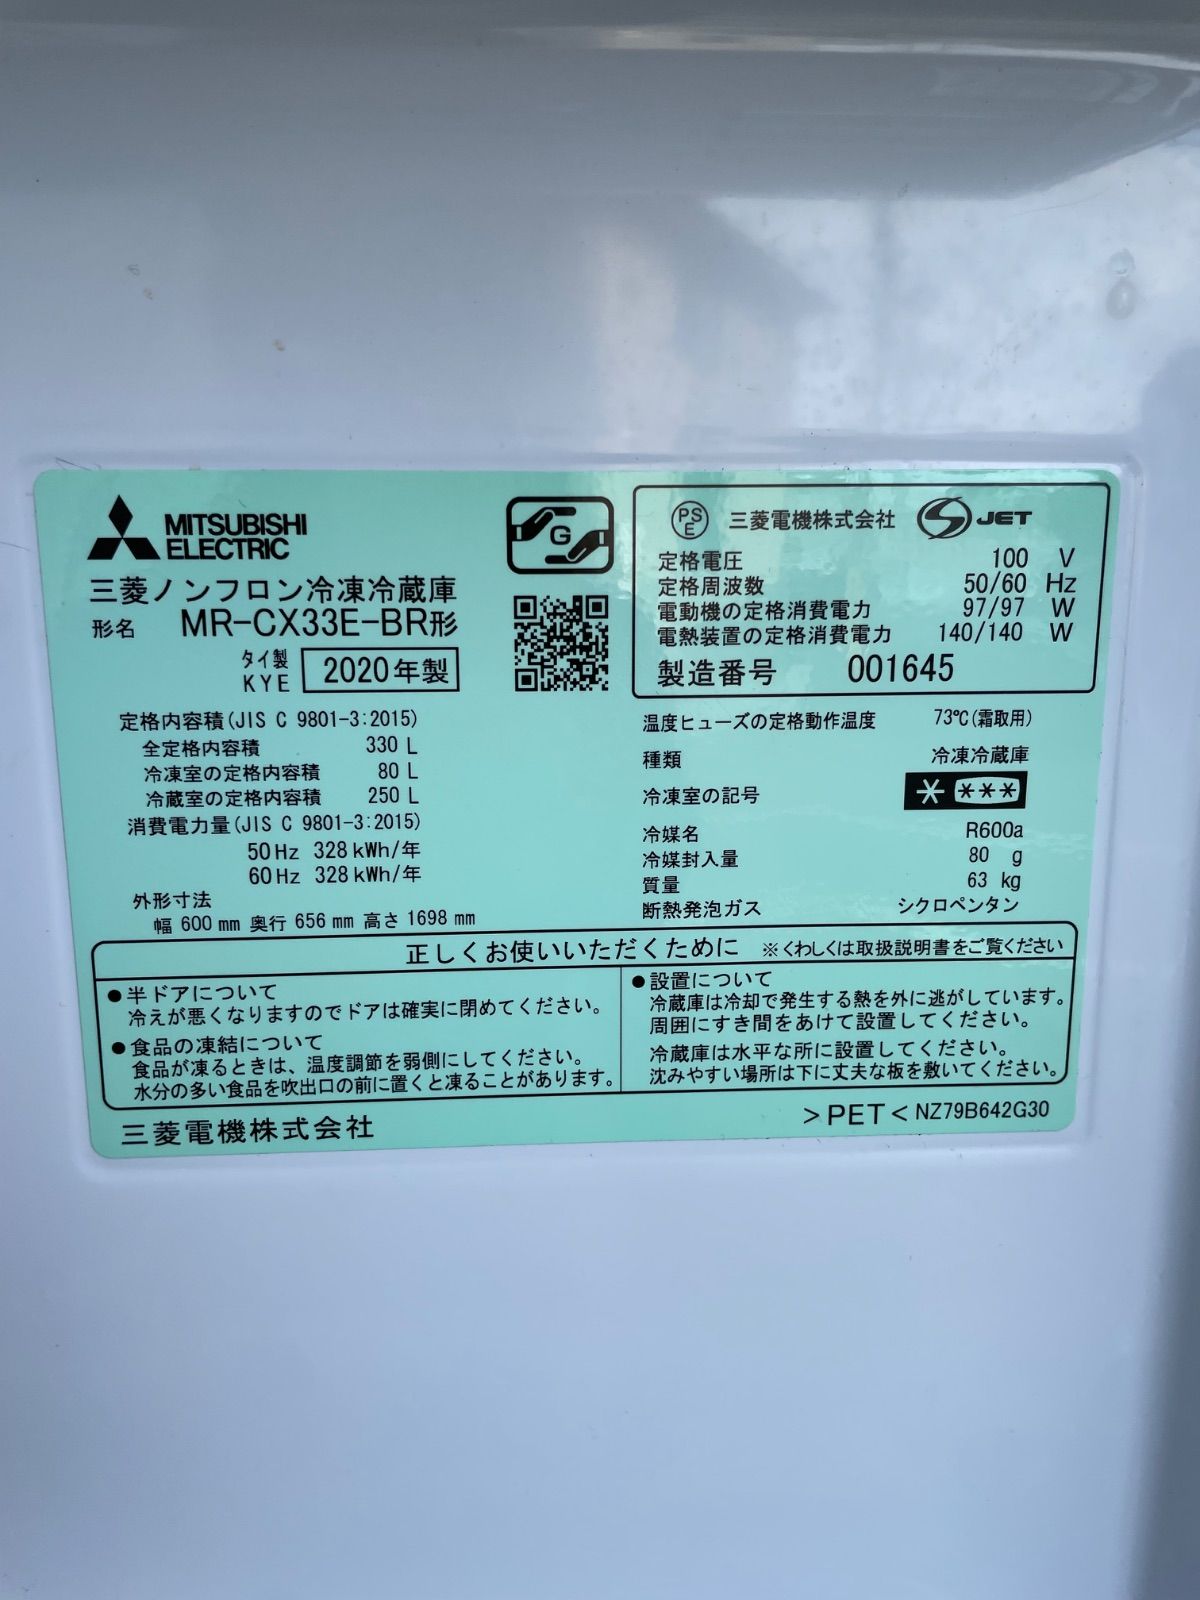 MITSUBISHI
ELECTRIC
三菱ノンフロン冷凍冷蔵庫
形名 MR-CX33E-BR形
タイ製
KYE
2020年製
G
PS
E
三菱電機株式会社
S JET
定格電圧 100 V
定格周波数 50/60 Hz
電動機の定格消費電力 97/97 W
電熱装置の定格消費電力 140/140 W
製造番号 001645
定格内容積(JIS C 9801-3:2015)
全定格内容積 330 L
冷凍室の定格内容積 80 L
冷蔵室の定格内容積 250 L
消費電力量(JIS C 9801-3:2015)
50Hz 328kWh/年
60Hz 328kWh/年
外形寸法
幅 600 mm 奥行 656 mm 高さ 1698 mm
温度ヒューズの定格動作温度 73℃(霜取用)
種類 冷凍冷蔵庫
冷凍室の記号 * ***
冷媒名 R600a
冷媒封入量 80 g
質量 63 kg
断熱発泡ガス シクロペンタン
正しくお使いいただくために ※くわしくは取扱説明書をご覧ください
●半ドアについて
冷えが悪くなりますのでドアは確実に閉めてください。
●食品の凍結について
食品が凍るときは、温度調節を弱側にしてください。
水分の多い食品を吹出口の前に置くと凍ることがあります。
●設置について
冷蔵庫は冷却で発生する熱を外に逃がしています。
周囲にすき間をあけて設置してください。
冷蔵庫は水平な所に設置してください。
沈みやすい場所は下に丈夫な板を敷いてください。
三菱電機株式会社
>PET< NZ79B642G30